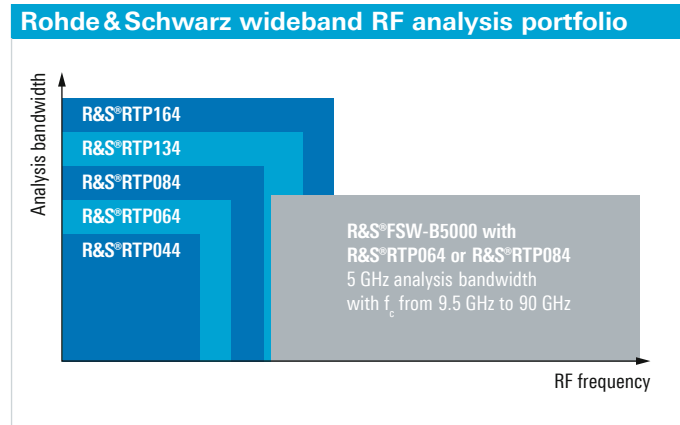 Rohde & Schwarz wideband RF analysis portfolio
Analysis bandwidth
R&S®RTP164
R&S®RTP134
R&S®RTP084
R&S®RTP064
R&S®RTP044
R&S®FSW-B5000 with
R&S®RTP064 or R&S®RTP084
5 GHz analysis bandwidth
with fc from 9.5 GHz to 90 GHz
RF frequency